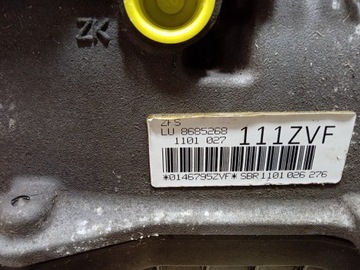 ZK
ZFS
LU 8685268
1101 027
111ZVF
*0146795ZVF* SBR1101026 276